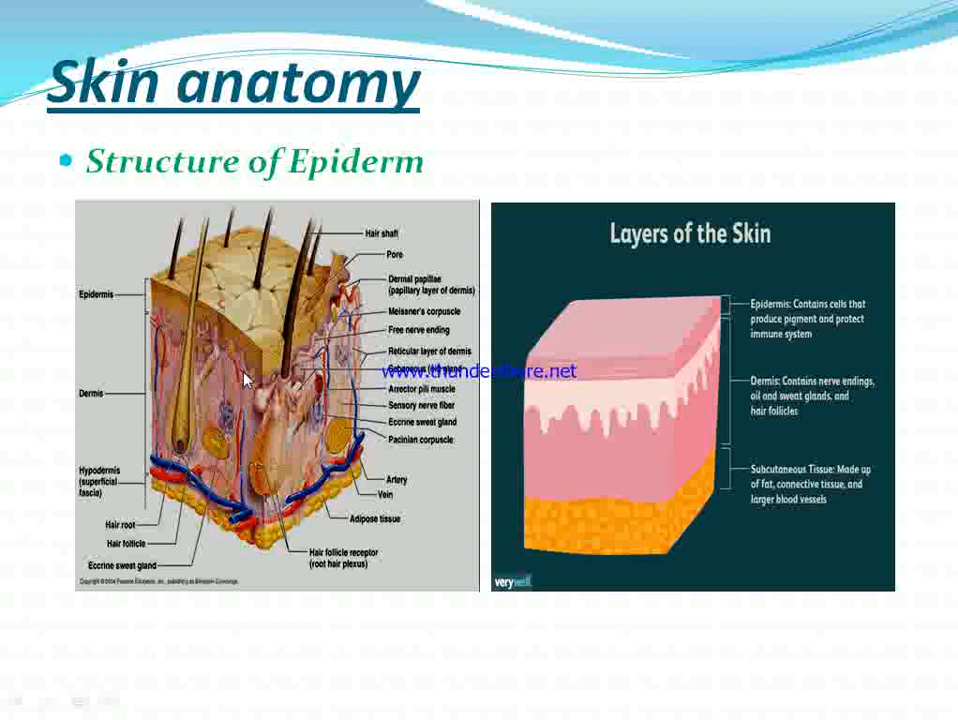 Skin anatomy
Structure of Epiderm
Hair shaft
Pore
Epidermis
Dermal papillae
(papillary layer of dermis)
Meissner's corpuscle
Free nerve ending
Reticular layer of dermis
www.thundershare.net
Dermis
Arrector pili muscle
Sensory nerve fiber
Eccrine sweat gland
Pacinian corpuscle
Hypodermis
(superficial
fascia)
Artery
Vein
Hair root
Adipose tissue
Hair follicle
Hair follicle receptor
(root hair plexus)
Eccrine sweat gland
Layers of the Skin
Epidermis: Contains cells that
produce pigment and protect
immune system
Dermis: Contains nerve endings,
oil and sweat glands, and
hair follicles
Subcutaneous Tissue: Made up
of fat, connective tissue, and
larger blood vessels
verywell